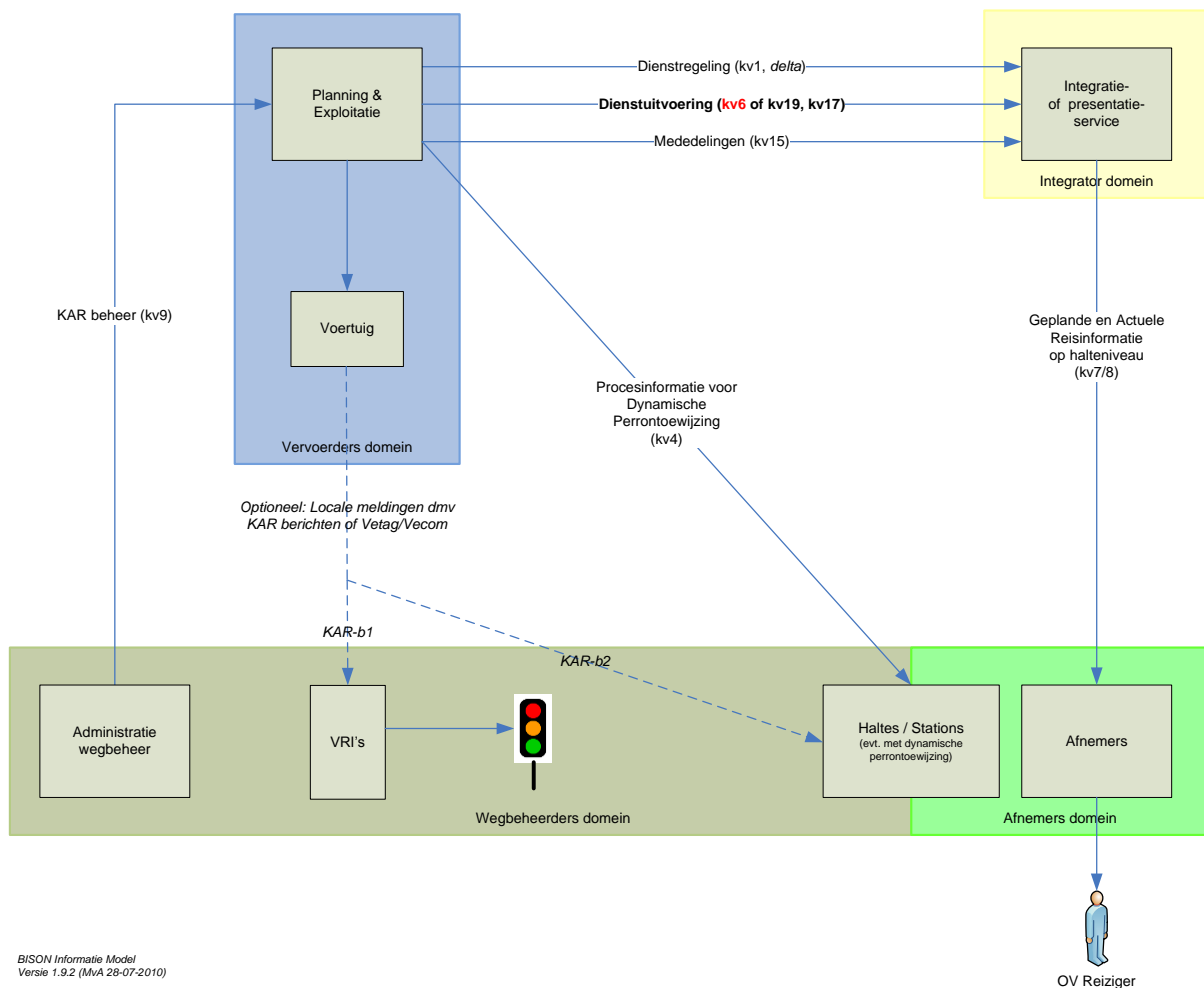 Dienstregeling (kv1, delta)
Planning &
Exploitatie
Dienstuitvoering (kv6 of kv19, kv17)
Integratie-
of presentatie-
service
Mededelingen (kv15)
Integrator domein
KAR beheer (kv9)
Voertuig
Geplande en Actuele
Reisinformatie
op halteniveau
(kv7/8)
Procesinformatie voor
Dynamische
Perrontoewijzing
(kv4)
Vervoerders domein
Optioneel: Locale meldingen dmv
KAR berichten of Vetag/Vecom
KAR-b1
KAR-b2
Administratie
wegbeheer
VRI's
Haltes / Stations
(evt. met dynamische
perrontoewijzing)
Afnemers
Wegbeheerders domein
Afnemers domein
BISON Informatie Model
Versie 1.9.2 (MvA 28-07-2010)
OV Reiziger